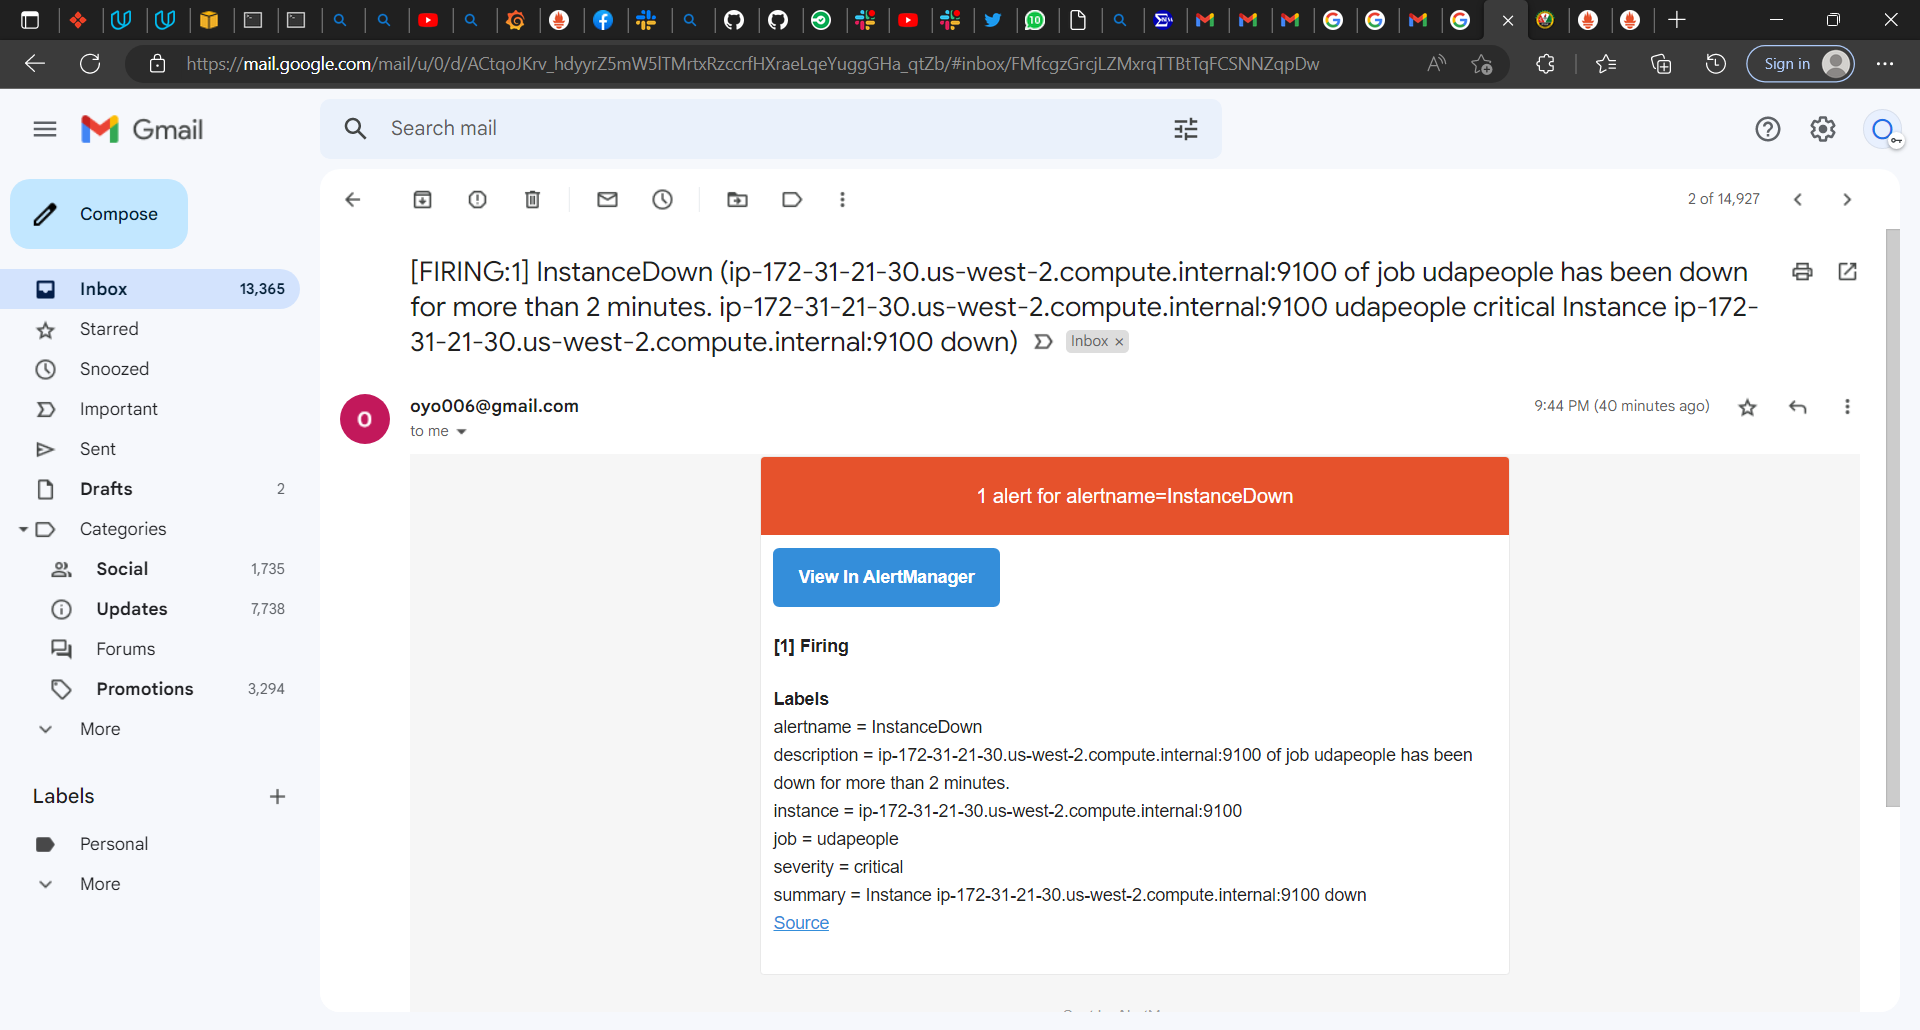 10
https://mail.google.com/mail/u/0/d/ACtqoJKrv_hdyyrZ5mW5lTMrtxRzccrfHXraeLqeYuggGHa_qtZb/#inbox/FMfcgzGrcjLZMxrqTTBtTqFCSNNZqpDw
Sign in
Gmail
Search mail
Compose
2 of 14,927
Inbox 13,365
Starred
Snoozed
Important
Sent
Drafts 2
Categories
Social 1,735
Updates 7,738
Forums
Promotions 3,294
More
Labels
Personal
More
[FIRING:1] InstanceDown (ip-172-31-21-30.us-west-2.compute.internal:9100 of job udapeople has been down
for more than 2 minutes. ip-172-31-21-30.us-west-2.compute.internal:9100 udapeople critical Instance ip-172-
31-21-30.us-west-2.compute.internal:9100 down)
Inbox ×
O
oyo006@gmail.com
9:44 PM (40 minutes ago)
to me
1 alert for alertname=InstanceDown
View In AlertManager
[1] Firing
Labels
alertname = InstanceDown
description = ip-172-31-21-30.us-west-2.compute.internal:9100 of job udapeople has been
down for more than 2 minutes.
instance = ip-172-31-21-30.us-west-2.compute.internal:9100
job = udapeople
severity = critical
summary = Instance ip-172-31-21-30.us-west-2.compute.internal:9100 down
Source